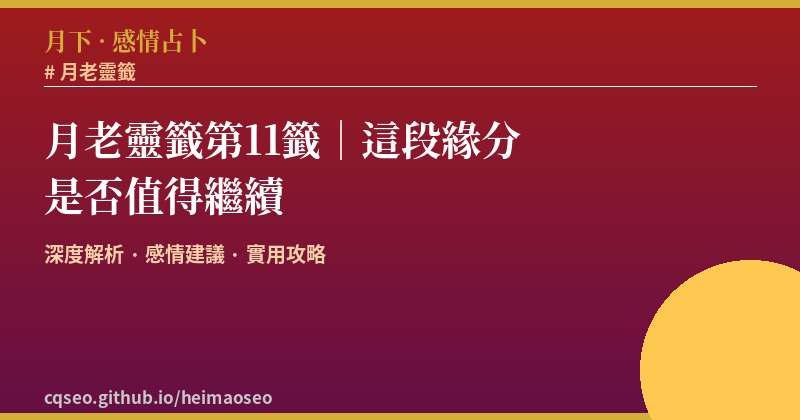 月下 · 感情占卜
# 月老靈籤
月老靈籤第11籤｜這段緣分
是否值得繼續
深度解析 · 感情建議 · 實用攻略
cqseo.github.io/heimaoseo